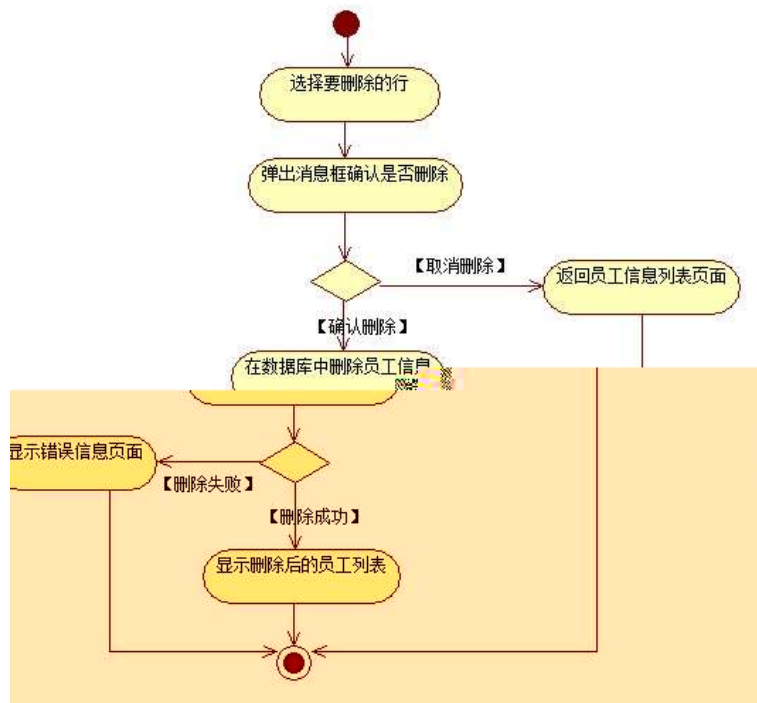 选择要删除的行
弹出消息框确认是否删除
【取消删除】
返回员工信息列表页面
【确认删除】
在数据库中删除员工信息
显示错误信息页面
【删除失败】
【删除成功】
显示删除后的员工列表